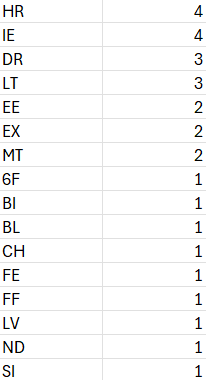 HR 4
IE 4
DR 3
LT 3
EE 2
EX 2
MT 2
6F 1
BI 1
BL 1
CH 1
FE 1
FF 1
LV 1
ND 1
SI 1